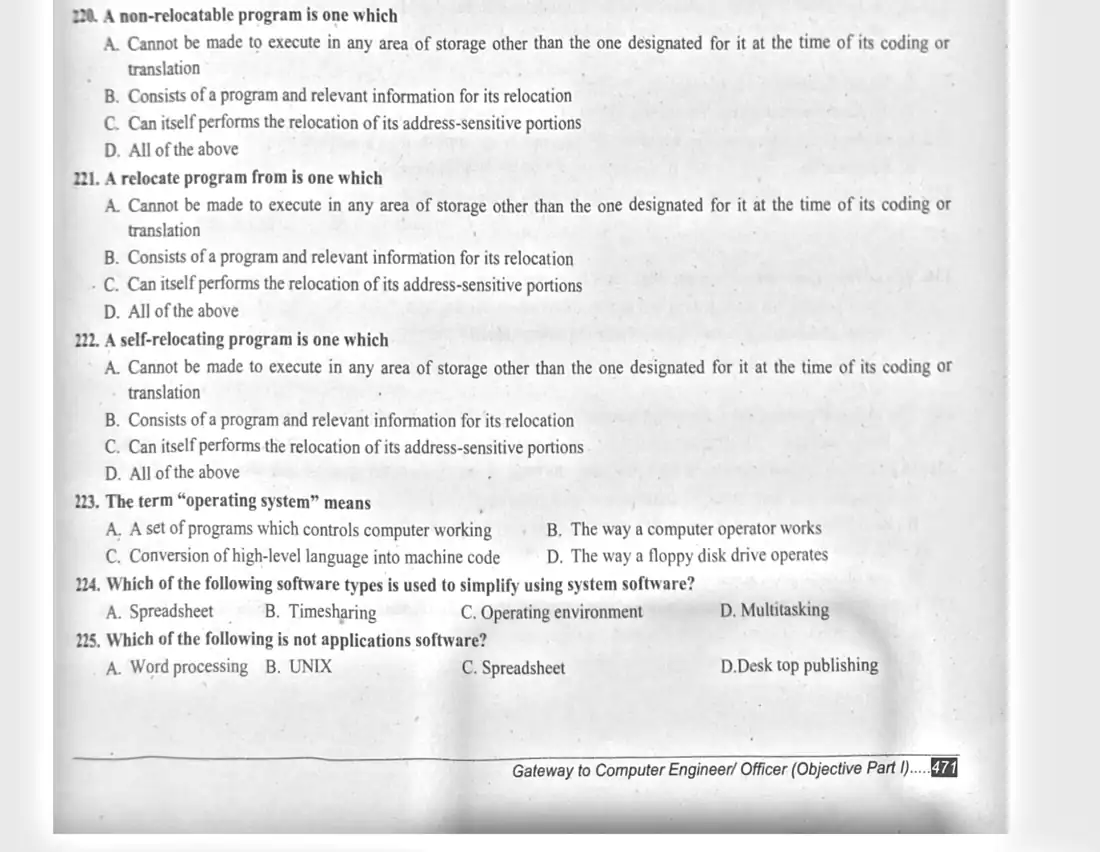 220. A non-relocatable program is one which
A. Cannot be made to execute in any area of storage other than the one designated for it at the time of its coding or
translation
B. Consists of a program and relevant information for its relocation
C. Can itself performs the relocation of its address-sensitive portions
D. All of the above
221. A relocate program from is one which
A. Cannot be made to execute in any area of storage other than the one designated for it at the time of its coding or
translation
B. Consists of a program and relevant information for its relocation
C. Can itself performs the relocation of its address-sensitive portions
D. All of the above
222. A self-relocating program is one which
A. Cannot be made to execute in any area of storage other than the one designated for it at the time of its coding or
translation
B. Consists of a program and relevant information for its relocation
C. Can itself performs the relocation of its address-sensitive portions
D. All of the above
223. The term “operating system” means
A. A set of programs which controls computer working B. The way a computer operator works
C. Conversion of high-level language into machine code D. The way a floppy disk drive operates
224. Which of the following software types is used to simplify using system software?
A. Spreadsheet B. Timesharing C. Operating environment D. Multitasking
225. Which of the following is not applications software?
A. Word processing B. UNIX C. Spreadsheet D.Desk top publishing
Gateway to Computer Engineer/ Officer (Objective Part I).....471